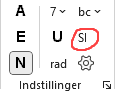 A 7 bc
E U SI
N rad
Indstillinger